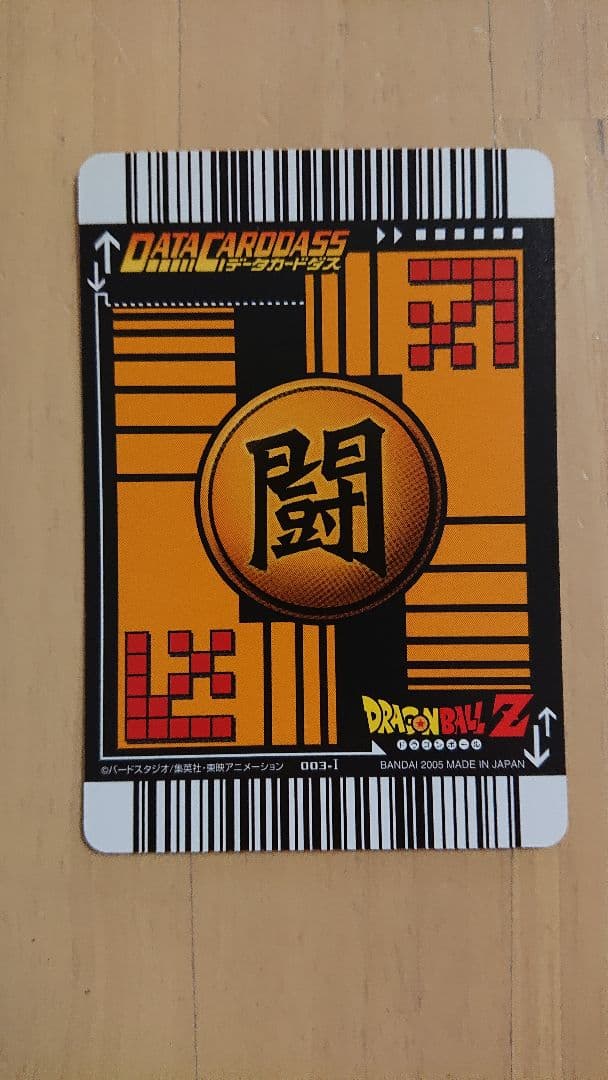 DATA CARDDASS
データカードダス
闘
DRAGON BALL Z
ドラゴンボール
©バードスタジオ/集英社・東映アニメーション 003-I BANDAI 2005 MADE IN JAPAN